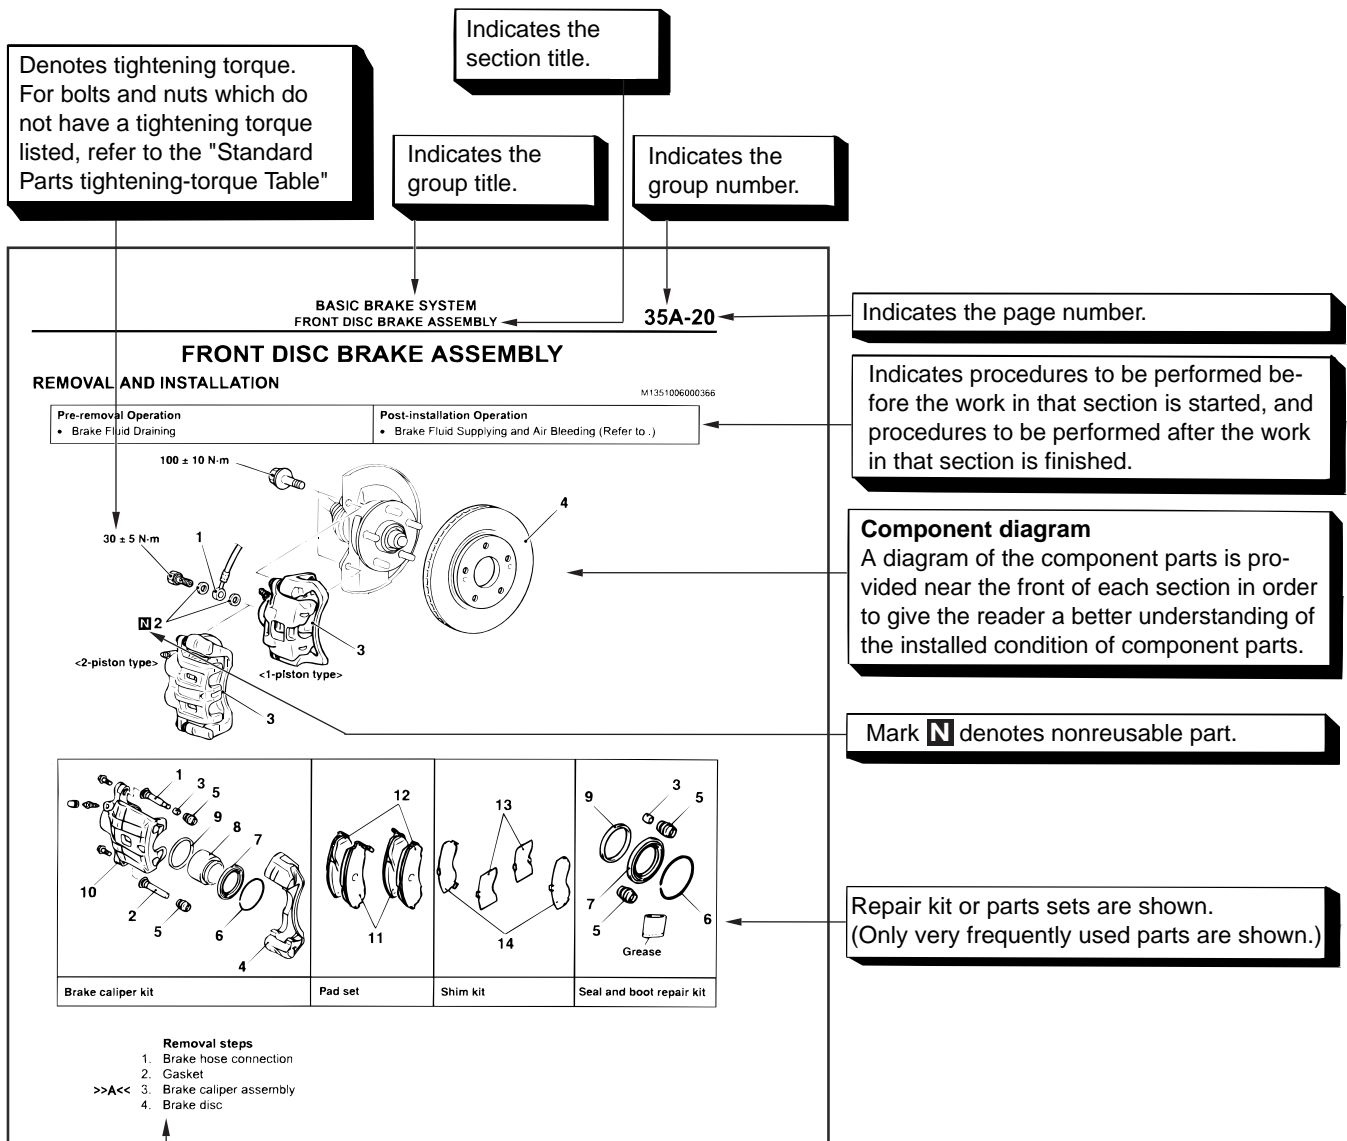 Indicates the
section title.
Denotes tightening torque.
For bolts and nuts which do
not have a tightening torque
listed, refer to the "Standard
Parts tightening-torque Table"
Indicates the
group title.
Indicates the
group number.
BASIC BRAKE SYSTEM
FRONT DISC BRAKE ASSEMBLY
35A-20
Indicates the page number.
FRONT DISC BRAKE ASSEMBLY
REMOVAL AND INSTALLATION
M1351006000366
Pre-removal Operation
• Brake Fluid Draining
Post-installation Operation
• Brake Fluid Supplying and Air Bleeding (Refer to .)
Indicates procedures to be performed be-
fore the work in that section is started, and
procedures to be performed after the work
in that section is finished.
100 ± 10 N·m
4
30 ± 5 N·m
1
N 2
3
<2-piston type>
<1-piston type>
3
Component diagram
A diagram of the component parts is pro-
vided near the front of each section in order
to give the reader a better understanding of
the installed condition of component parts.
Mark N denotes nonreusable part.
1
3
5
9
8
7
10
2
5
6
4
Brake caliper kit
12
11
Pad set
13
14
Shim kit
3
9
5
7
6
5
Grease
Seal and boot repair kit
Repair kit or parts sets are shown.
(Only very frequently used parts are shown.)
Removal steps
1. Brake hose connection
2. Gasket
>>A<< 3. Brake caliper assembly
4. Brake disc